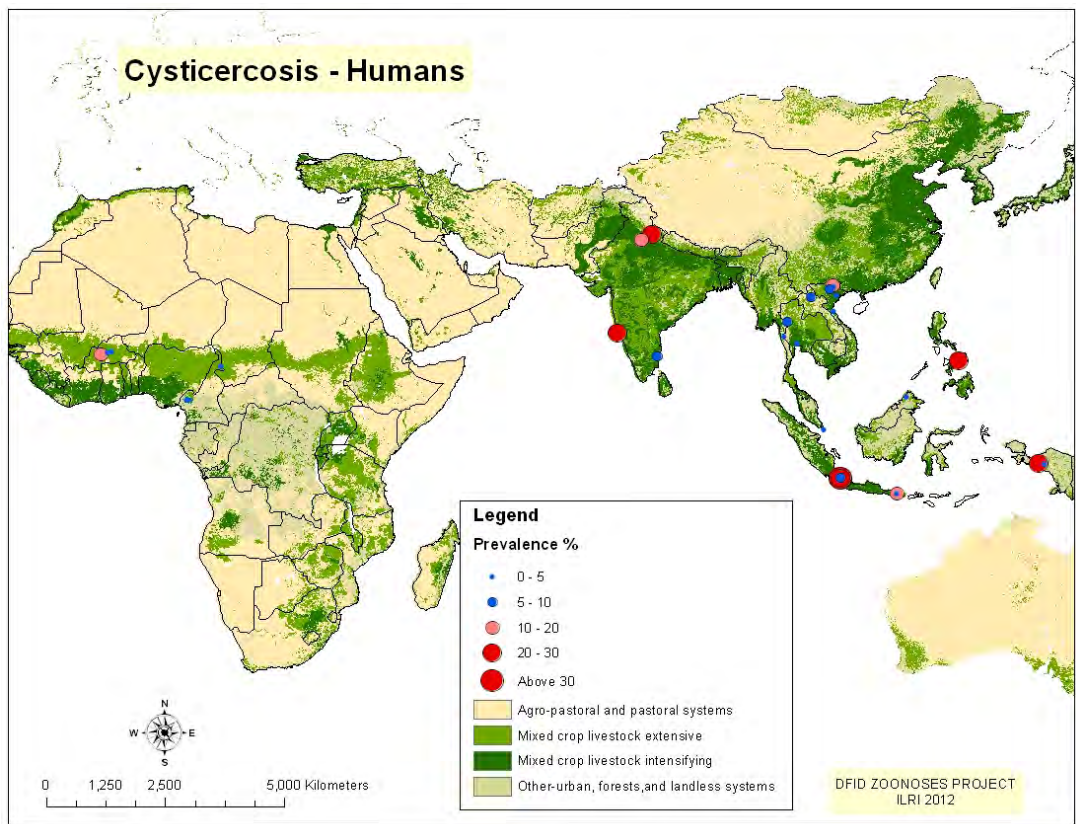 Cysticercosis - Humans
Legend
Prevalence %
0 - 5
5 - 10
10 - 20
20 - 30
Above 30
Agro-pastoral and pastoral systems
Mixed crop livestock extensive
Mixed crop livestock intensifying
Other-urban, forests,and landless systems
N
W E
S
0 1,250 2,500 5,000 Kilometers
DFID ZOONOSES PROJECT
ILRI 2012